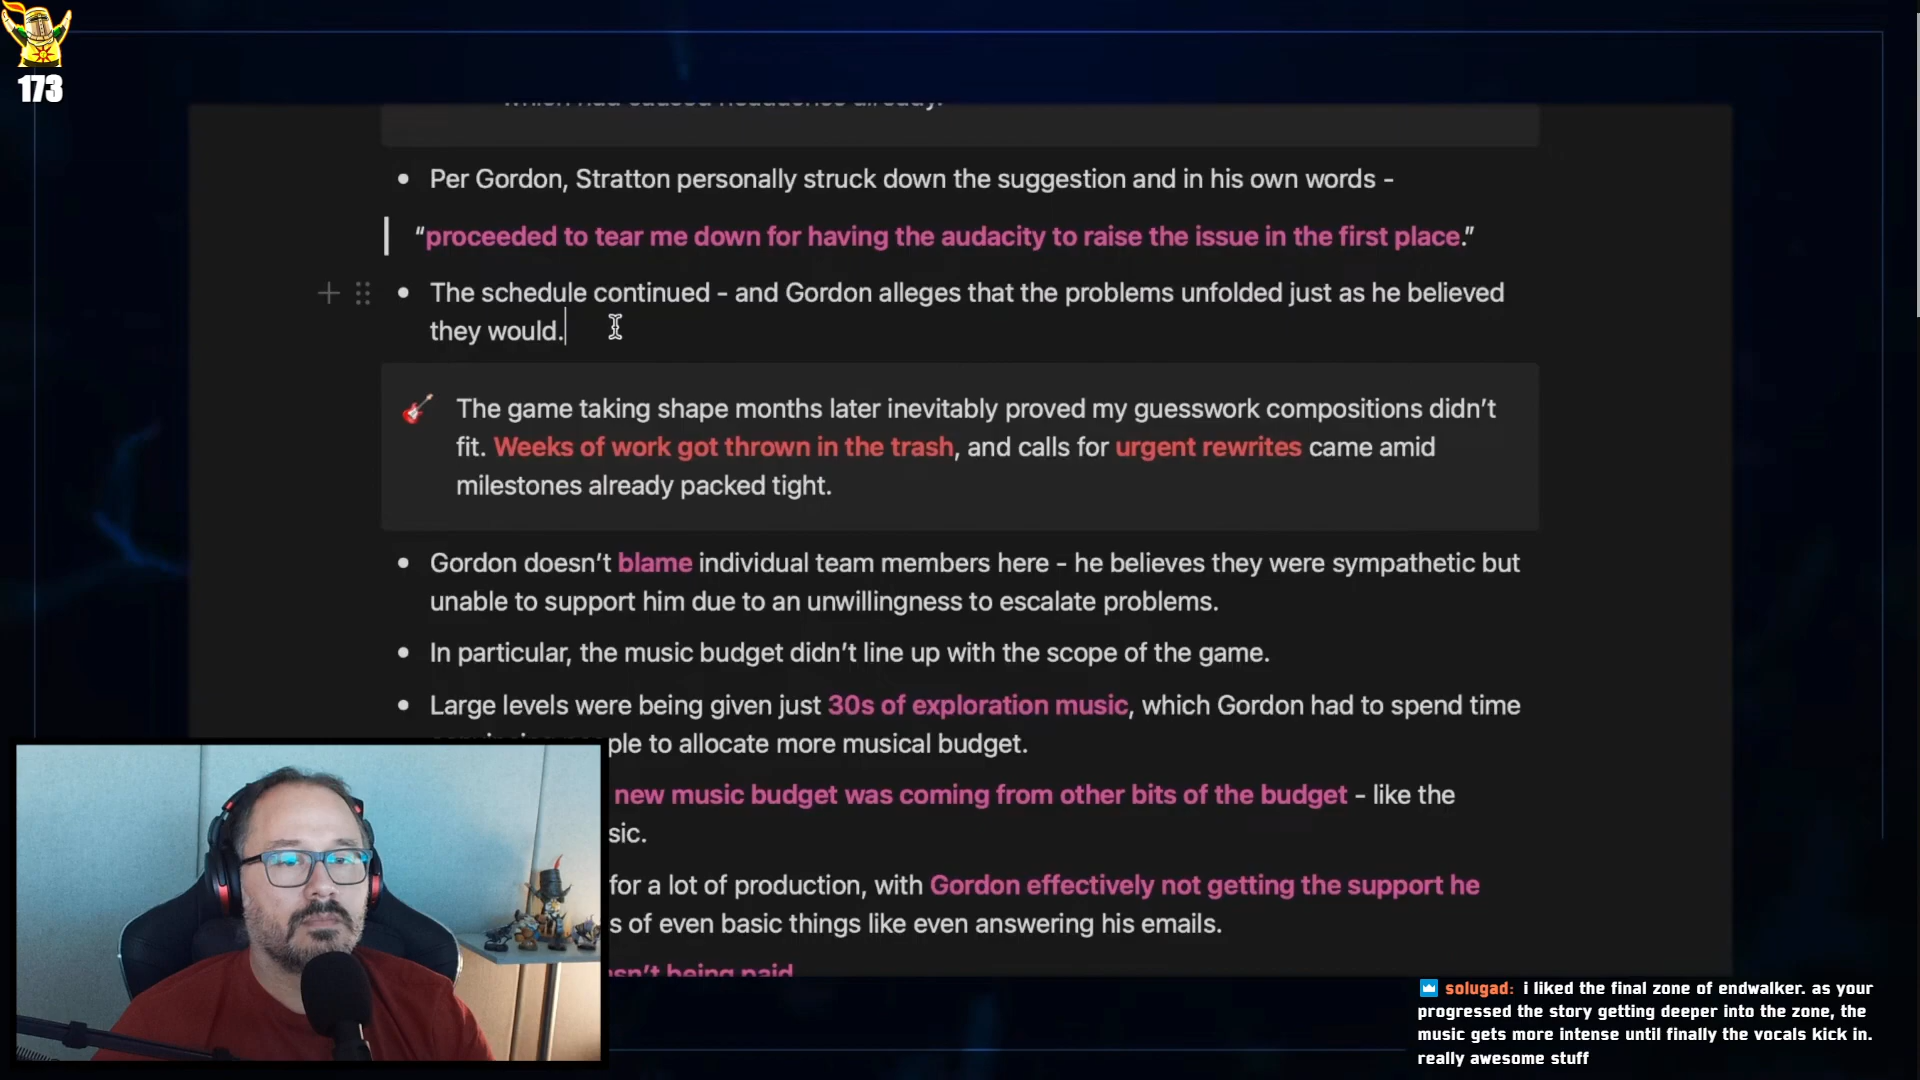 173
which had caused headaches already.
• Per Gordon, Stratton personally struck down the suggestion and in his own words -
“proceeded to tear me down for having the audacity to raise the issue in the first place.”
• The schedule continued - and Gordon alleges that the problems unfolded just as he believed
they would.
The game taking shape months later inevitably proved my guesswork compositions didn’t
fit. Weeks of work got thrown in the trash, and calls for urgent rewrites came amid
milestones already packed tight.
• Gordon doesn’t blame individual team members here - he believes they were sympathetic but
unable to support him due to an unwillingness to escalate problems.
• In particular, the music budget didn’t line up with the scope of the game.
• Large levels were being given just 30s of exploration music, which Gordon had to spend time
ple to allocate more musical budget.
new music budget was coming from other bits of the budget - like the
sic.
for a lot of production, with Gordon effectively not getting the support he
s of even basic things like even answering his emails.
sn’t being paid
solugad: i liked the final zone of endwalker. as your
progressed the story getting deeper into the zone, the
music gets more intense until finally the vocals kick in.
really awesome stuff